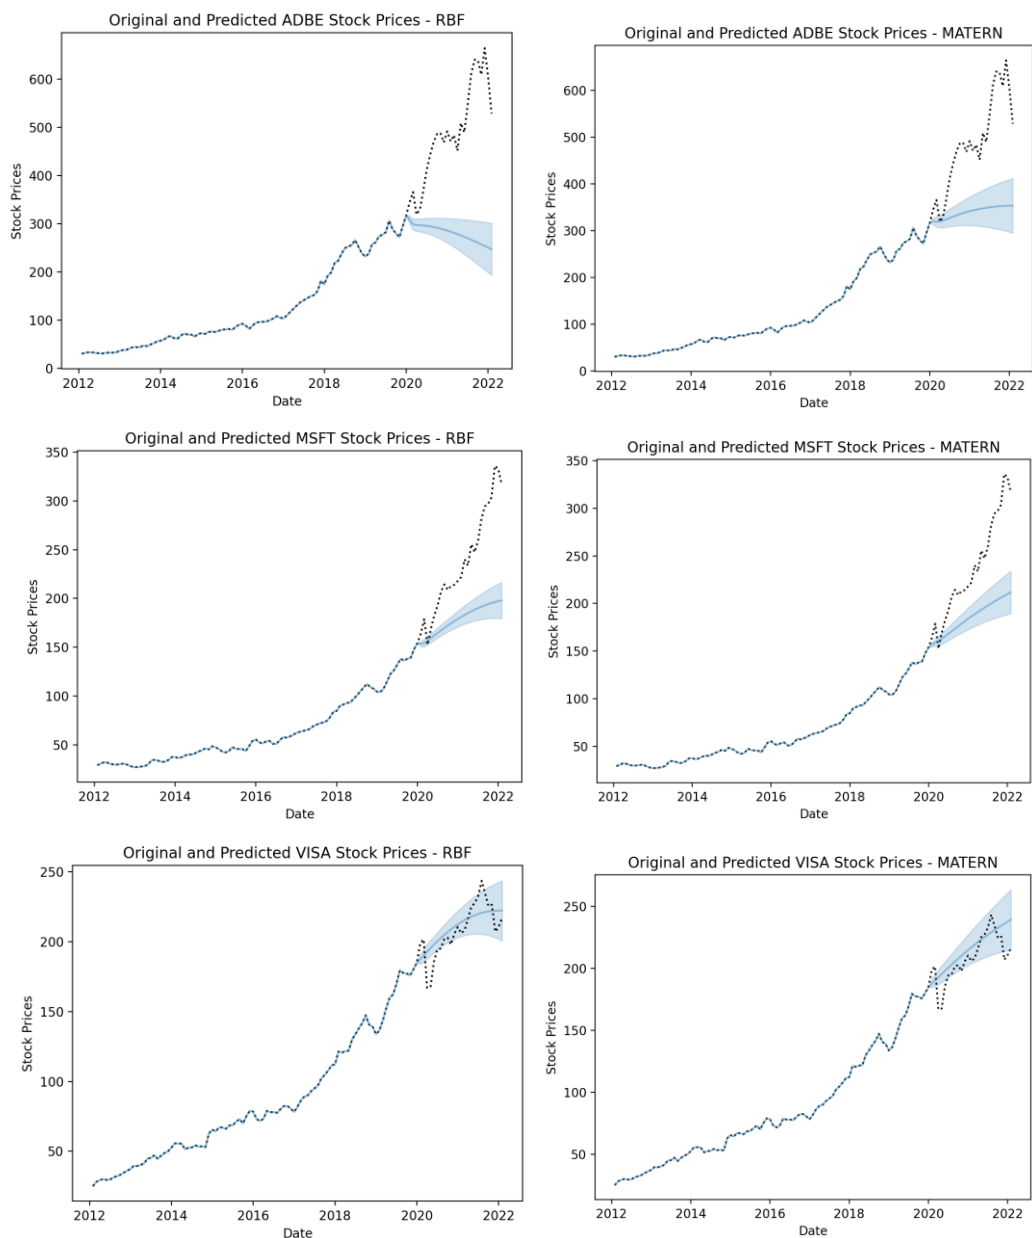 Original and Predicted ADBE Stock Prices - RBF
600
500
400
300
200
100
0
Stock Prices
2012 2014 2016 2018 2020 2022
Date
Original and Predicted ADBE Stock Prices - MATERN
600
500
400
300
200
100
0
Stock Prices
2012 2014 2016 2018 2020 2022
Date
Original and Predicted MSFT Stock Prices - RBF
350
300
250
200
150
100
50
Stock Prices
2012 2014 2016 2018 2020 2022
Date
Original and Predicted MSFT Stock Prices - MATERN
350
300
250
200
150
100
50
Stock Prices
2012 2014 2016 2018 2020 2022
Date
Original and Predicted VISA Stock Prices - RBF
250
200
150
100
50
Stock Prices
2012 2014 2016 2018 2020 2022
Date
Original and Predicted VISA Stock Prices - MATERN
250
200
150
100
50
Stock Prices
2012 2014 2016 2018 2020 2022
Date